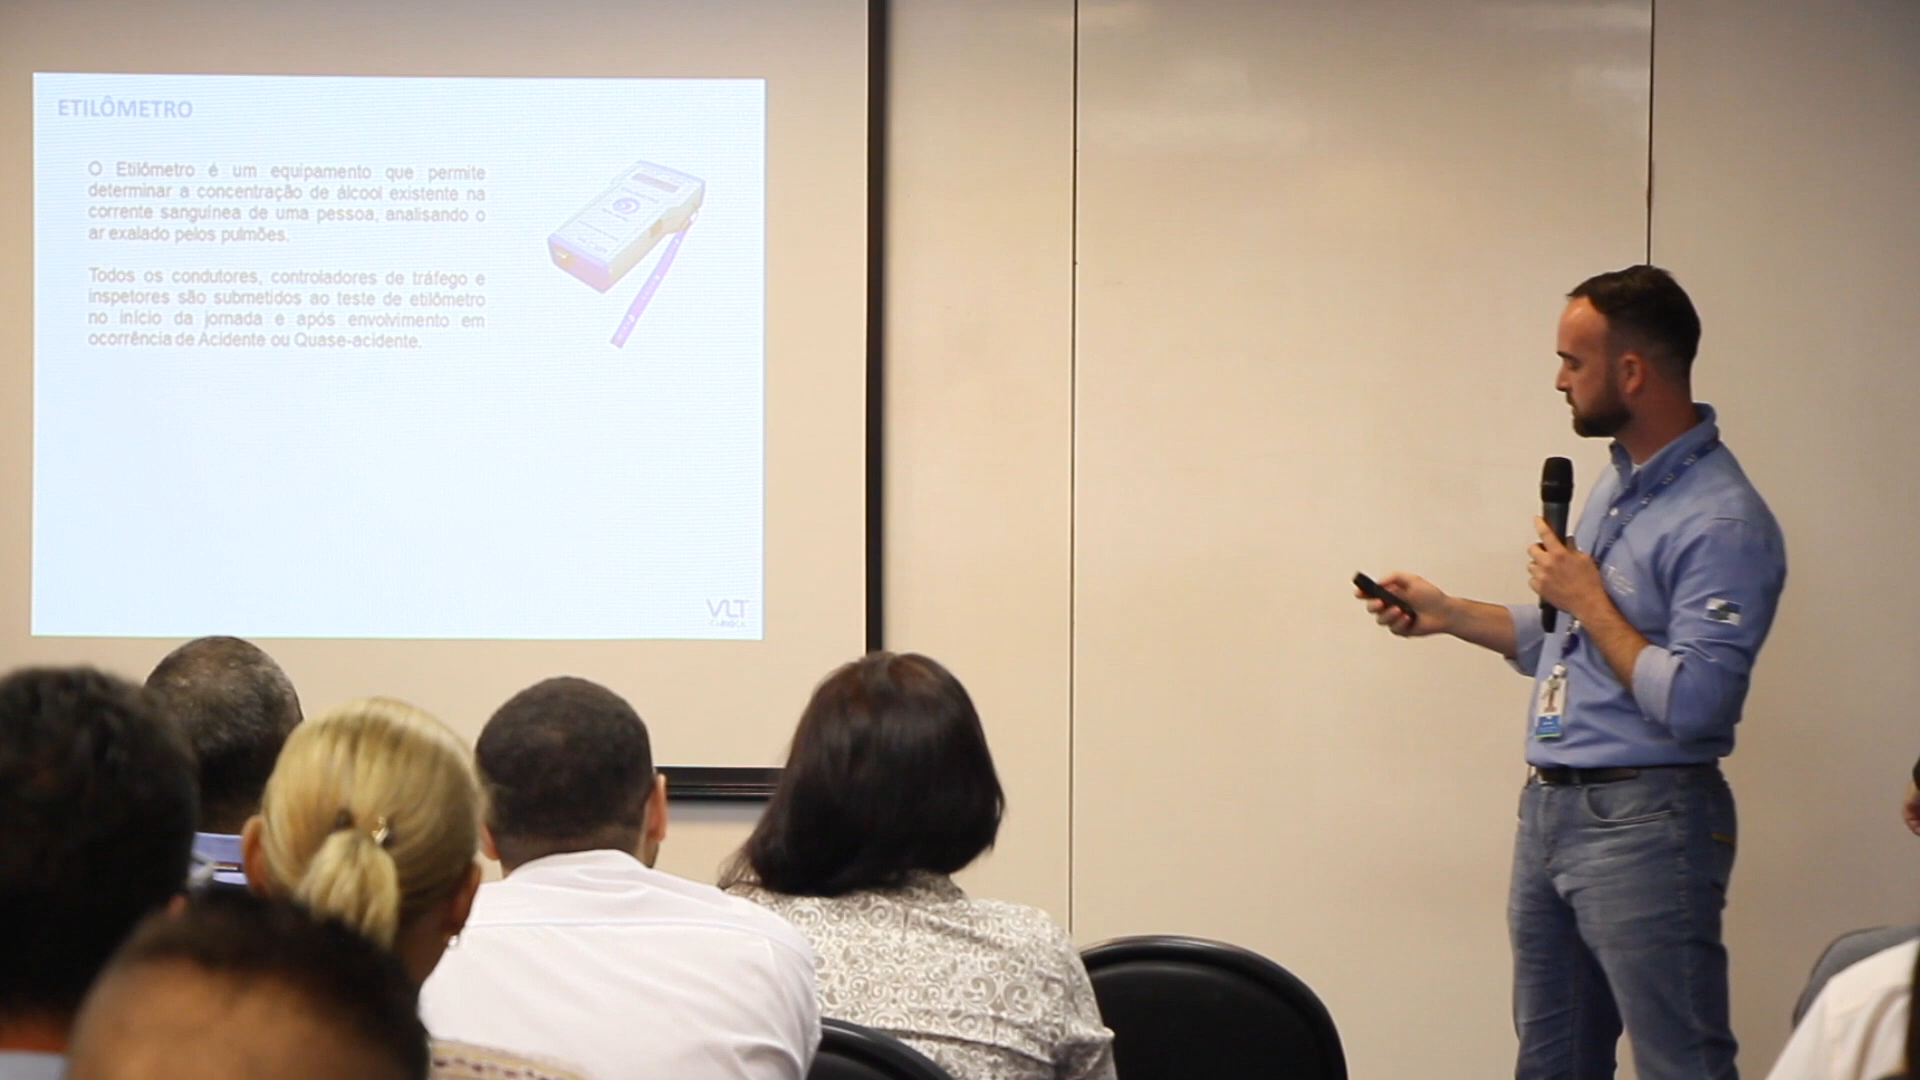 ETILÔMETRO
O Etilômetro é um equipamento que permite
determinar a concentração de álcool existente na
corrente sanguínea de uma pessoa, analisando o
ar exalado pelos pulmões.
Todos os condutores, controladores de tráfego e
inspetores são submetidos ao teste de etilômetro
no início da jornada e após envolvimento em
ocorrência de Acidente ou Quase-acidente.
VLT
CARIOCA